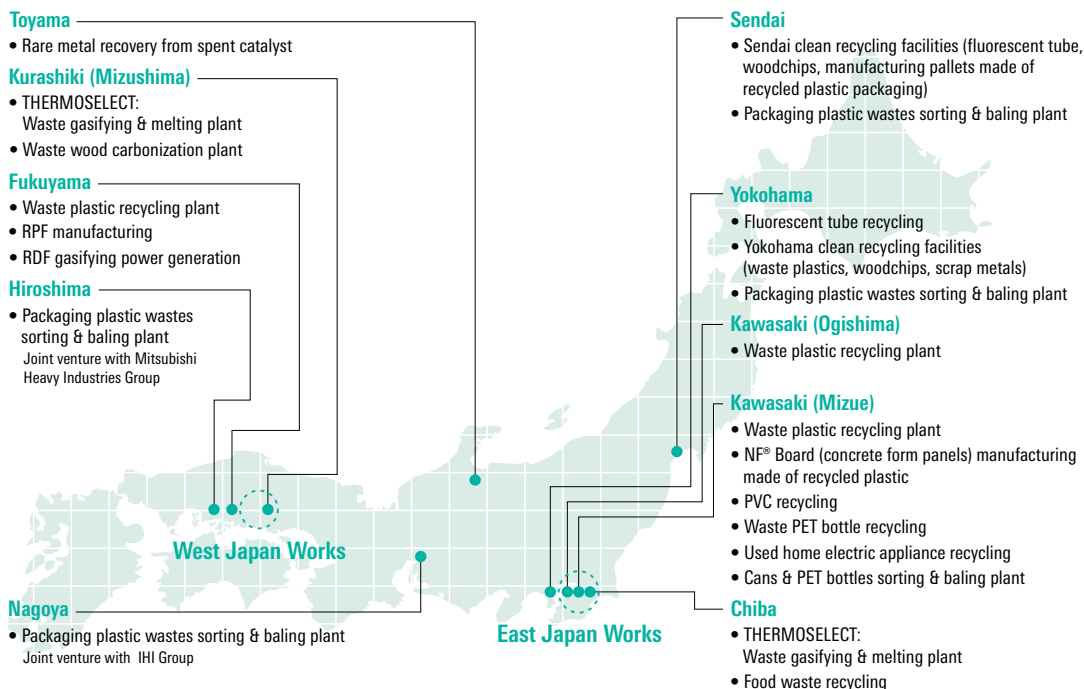 Toyama
• Rare metal recovery from spent catalyst
Kurashiki (Mizushima)
• THERMOSELECT:
Waste gasifying & melting plant
• Waste wood carbonization plant
Fukuyama
• Waste plastic recycling plant
• RPF manufacturing
• RDF gasifying power generation
Hiroshima
• Packaging plastic wastes
sorting & baling plant
Joint venture with Mitsubishi
Heavy Industries Group
West Japan Works
Nagoya
• Packaging plastic wastes sorting & baling plant
Joint venture with IHI Group
Sendai
• Sendai clean recycling facilities (fluorescent tube,
woodchips, manufacturing pallets made of
recycled plastic packaging)
• Packaging plastic wastes sorting & baling plant
Yokohama
• Fluorescent tube recycling
• Yokohama clean recycling facilities
(waste plastics, woodchips, scrap metals)
• Packaging plastic wastes sorting & baling plant
Kawasaki (Ogishima)
• Waste plastic recycling plant
Kawasaki (Mizue)
• Waste plastic recycling plant
• NF® Board (concrete form panels) manufacturing
made of recycled plastic
• PVC recycling
• Waste PET bottle recycling
• Used home electric appliance recycling
• Cans & PET bottles sorting & baling plant
East Japan Works
Chiba
• THERMOSELECT:
Waste gasifying & melting plant
• Food waste recycling